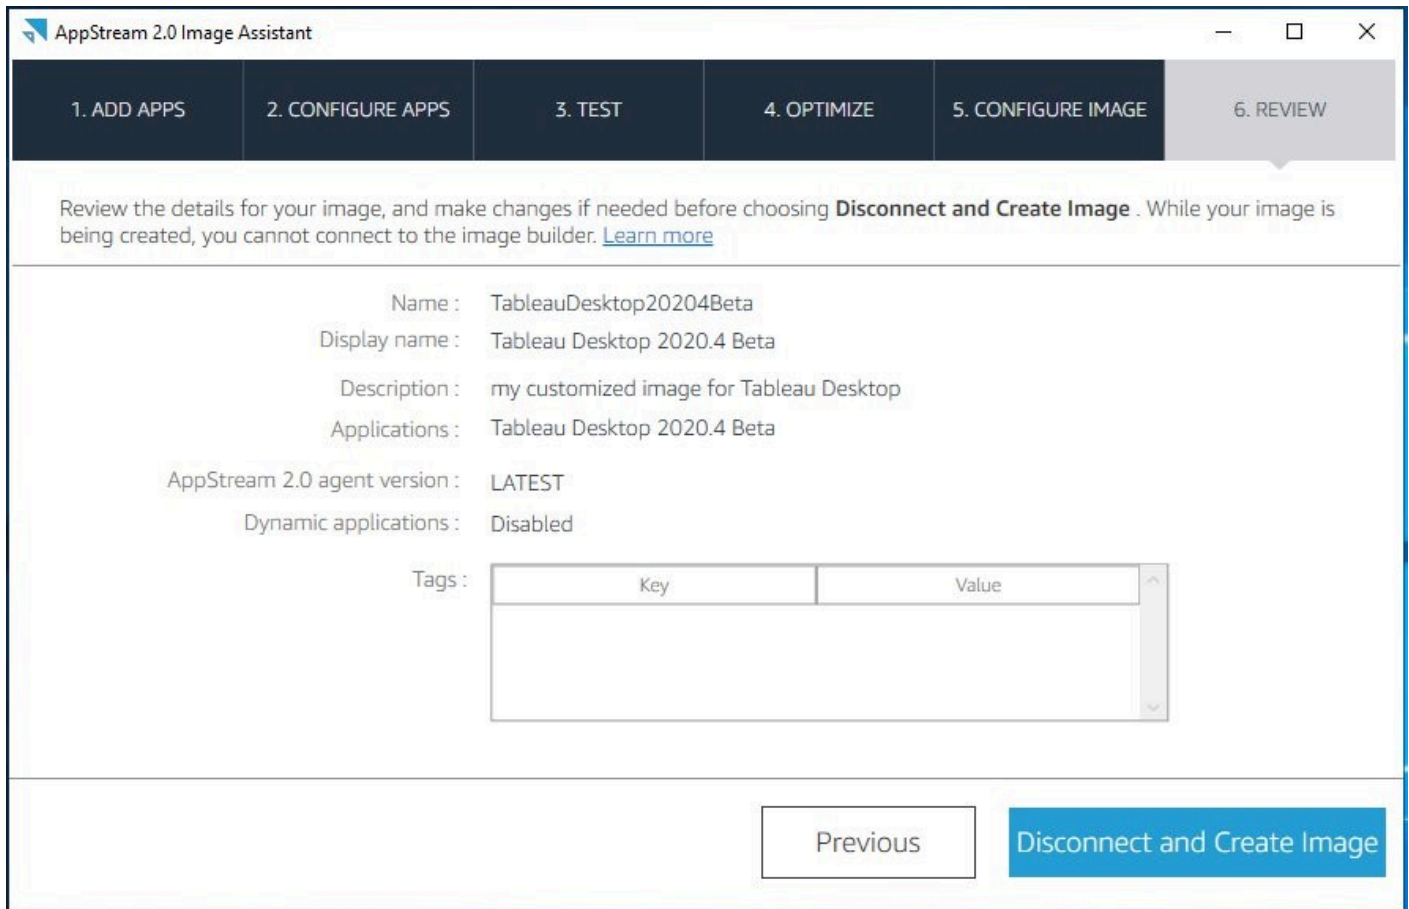 AppStream 2.0 Image Assistant
1. ADD APPS 2. CONFIGURE APPS 3. TEST 4. OPTIMIZE 5. CONFIGURE IMAGE 6. REVIEW
Review the details for your image, and make changes if needed before choosing Disconnect and Create Image . While your image is
being created, you cannot connect to the image builder. Learn more
Name : TableauDesktop20204Beta
Display name : Tableau Desktop 2020.4 Beta
Description : my customized image for Tableau Desktop
Applications : Tableau Desktop 2020.4 Beta
AppStream 2.0 agent version : LATEST
Dynamic applications : Disabled
Tags : Key Value
Previous Disconnect and Create Image